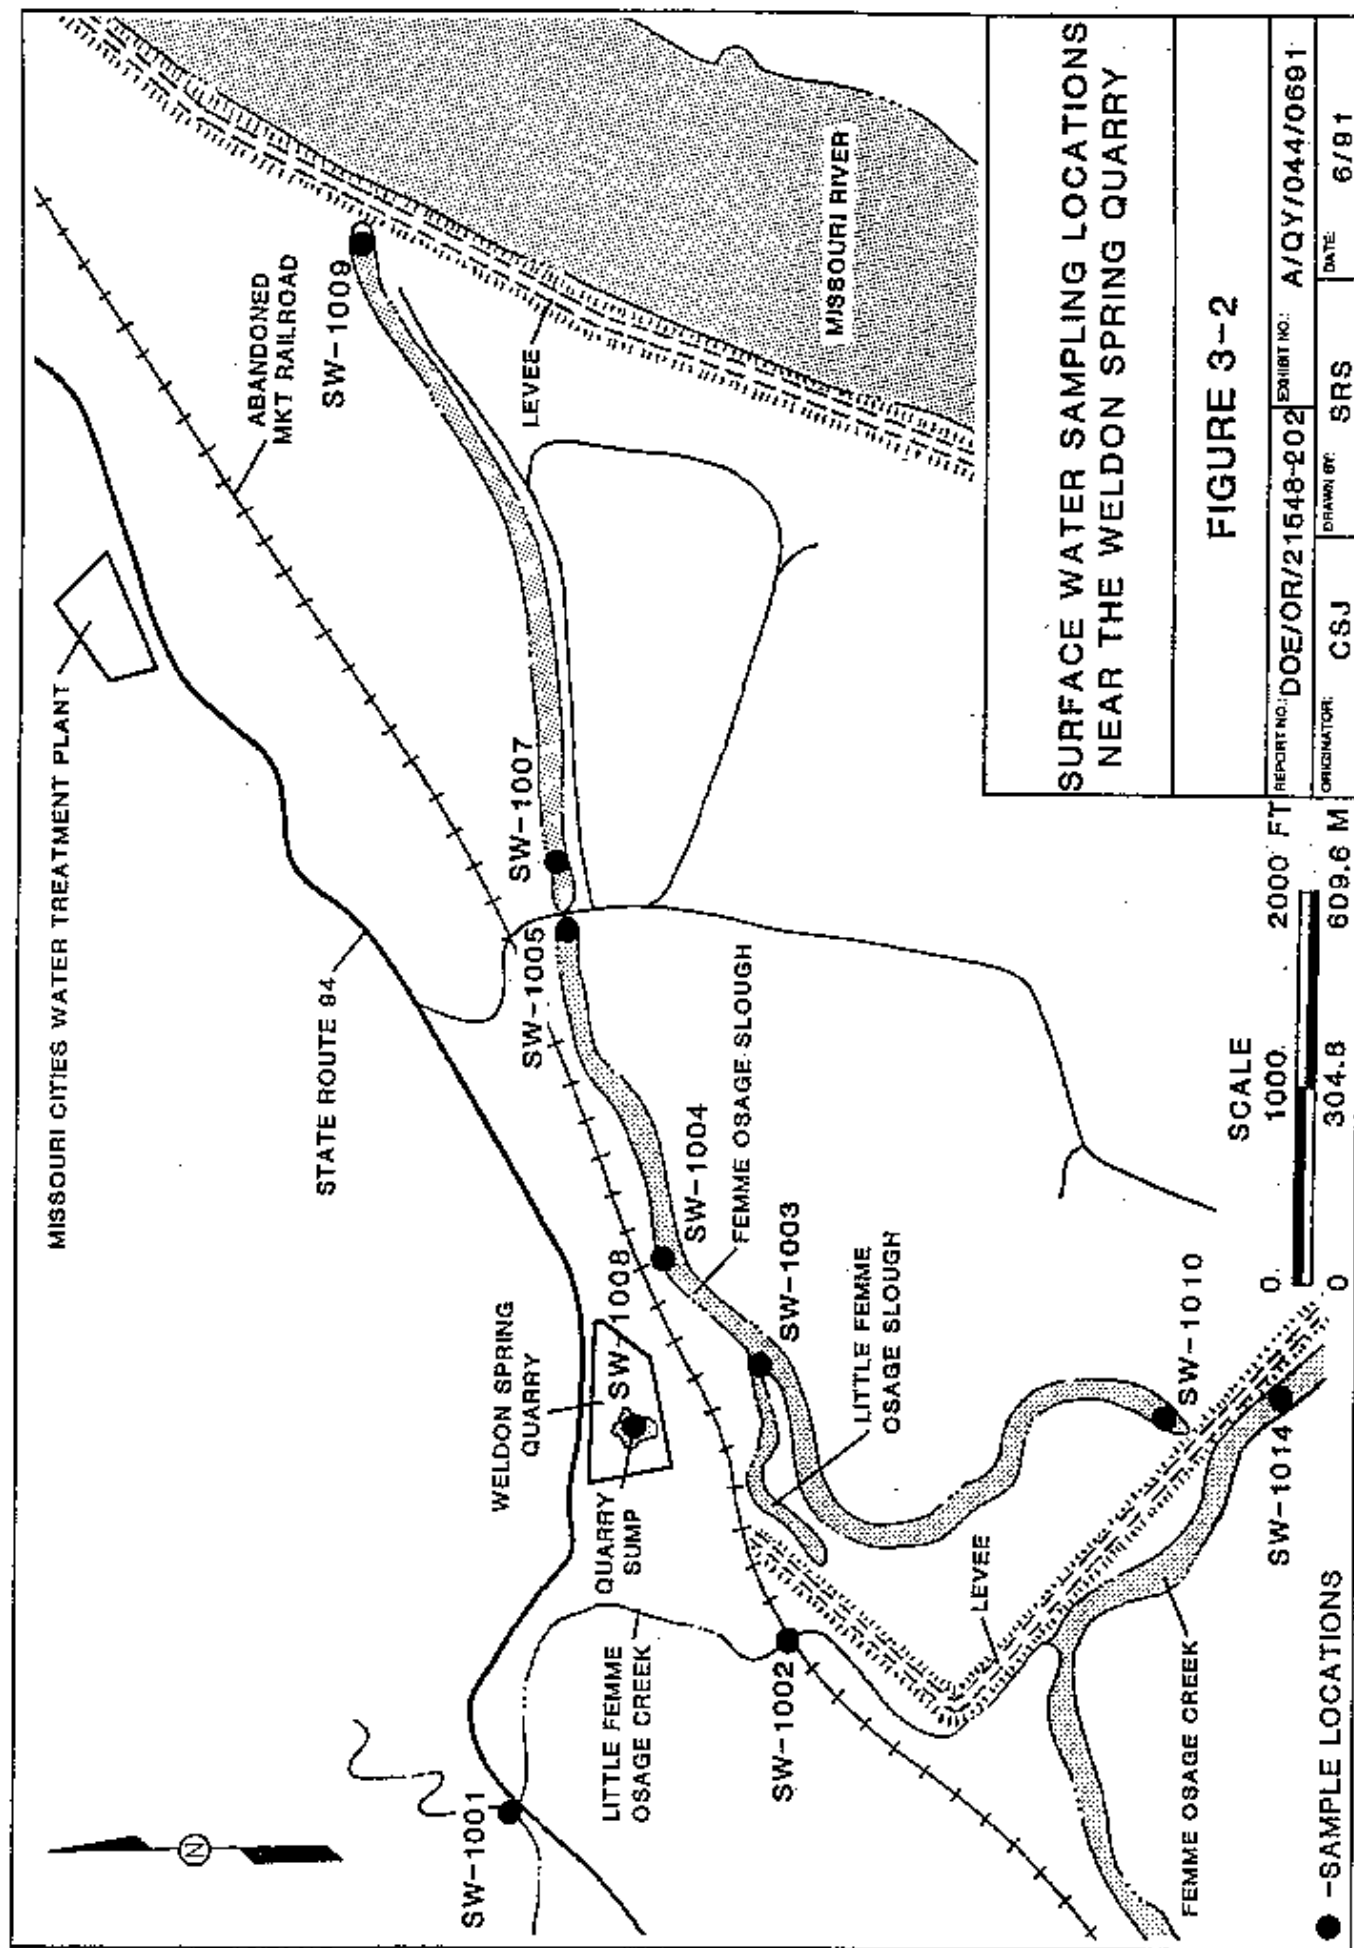 MISSOURI CITIES WATER TREATMENT PLANT
STATE ROUTE 94
ABANDONED
MKT RAILROAD
SW-1009
LEVEE
MISSOURI RIVER
SW-1007
SW-1005
WELDON SPRING
QUARRY
SW-1008
QUARRY
SUMP
SW-1004
FEMME OSAGE SLOUGH
SW-1003
LITTLE FEMME
OSAGE SLOUGH
SW-1001
N
LITTLE FEMME
OSAGE CREEK
SW-1002
LEVEE
SW-1010
SW-1014
FEMME OSAGE CREEK
-SAMPLE LOCATIONS
SCALE
0 1000 2000 FT
0 304.8 609.6 M
SURFACE WATER SAMPLING LOCATIONS
NEAR THE WELDON SPRING QUARRY
FIGURE 3-2
REPORT NO.: DOE/OR/21548-202 EXHIBIT NO.: A/QY/044/0691
ORIGINATOR: CSJ DRAWN BY: SRS DATE: 6/91